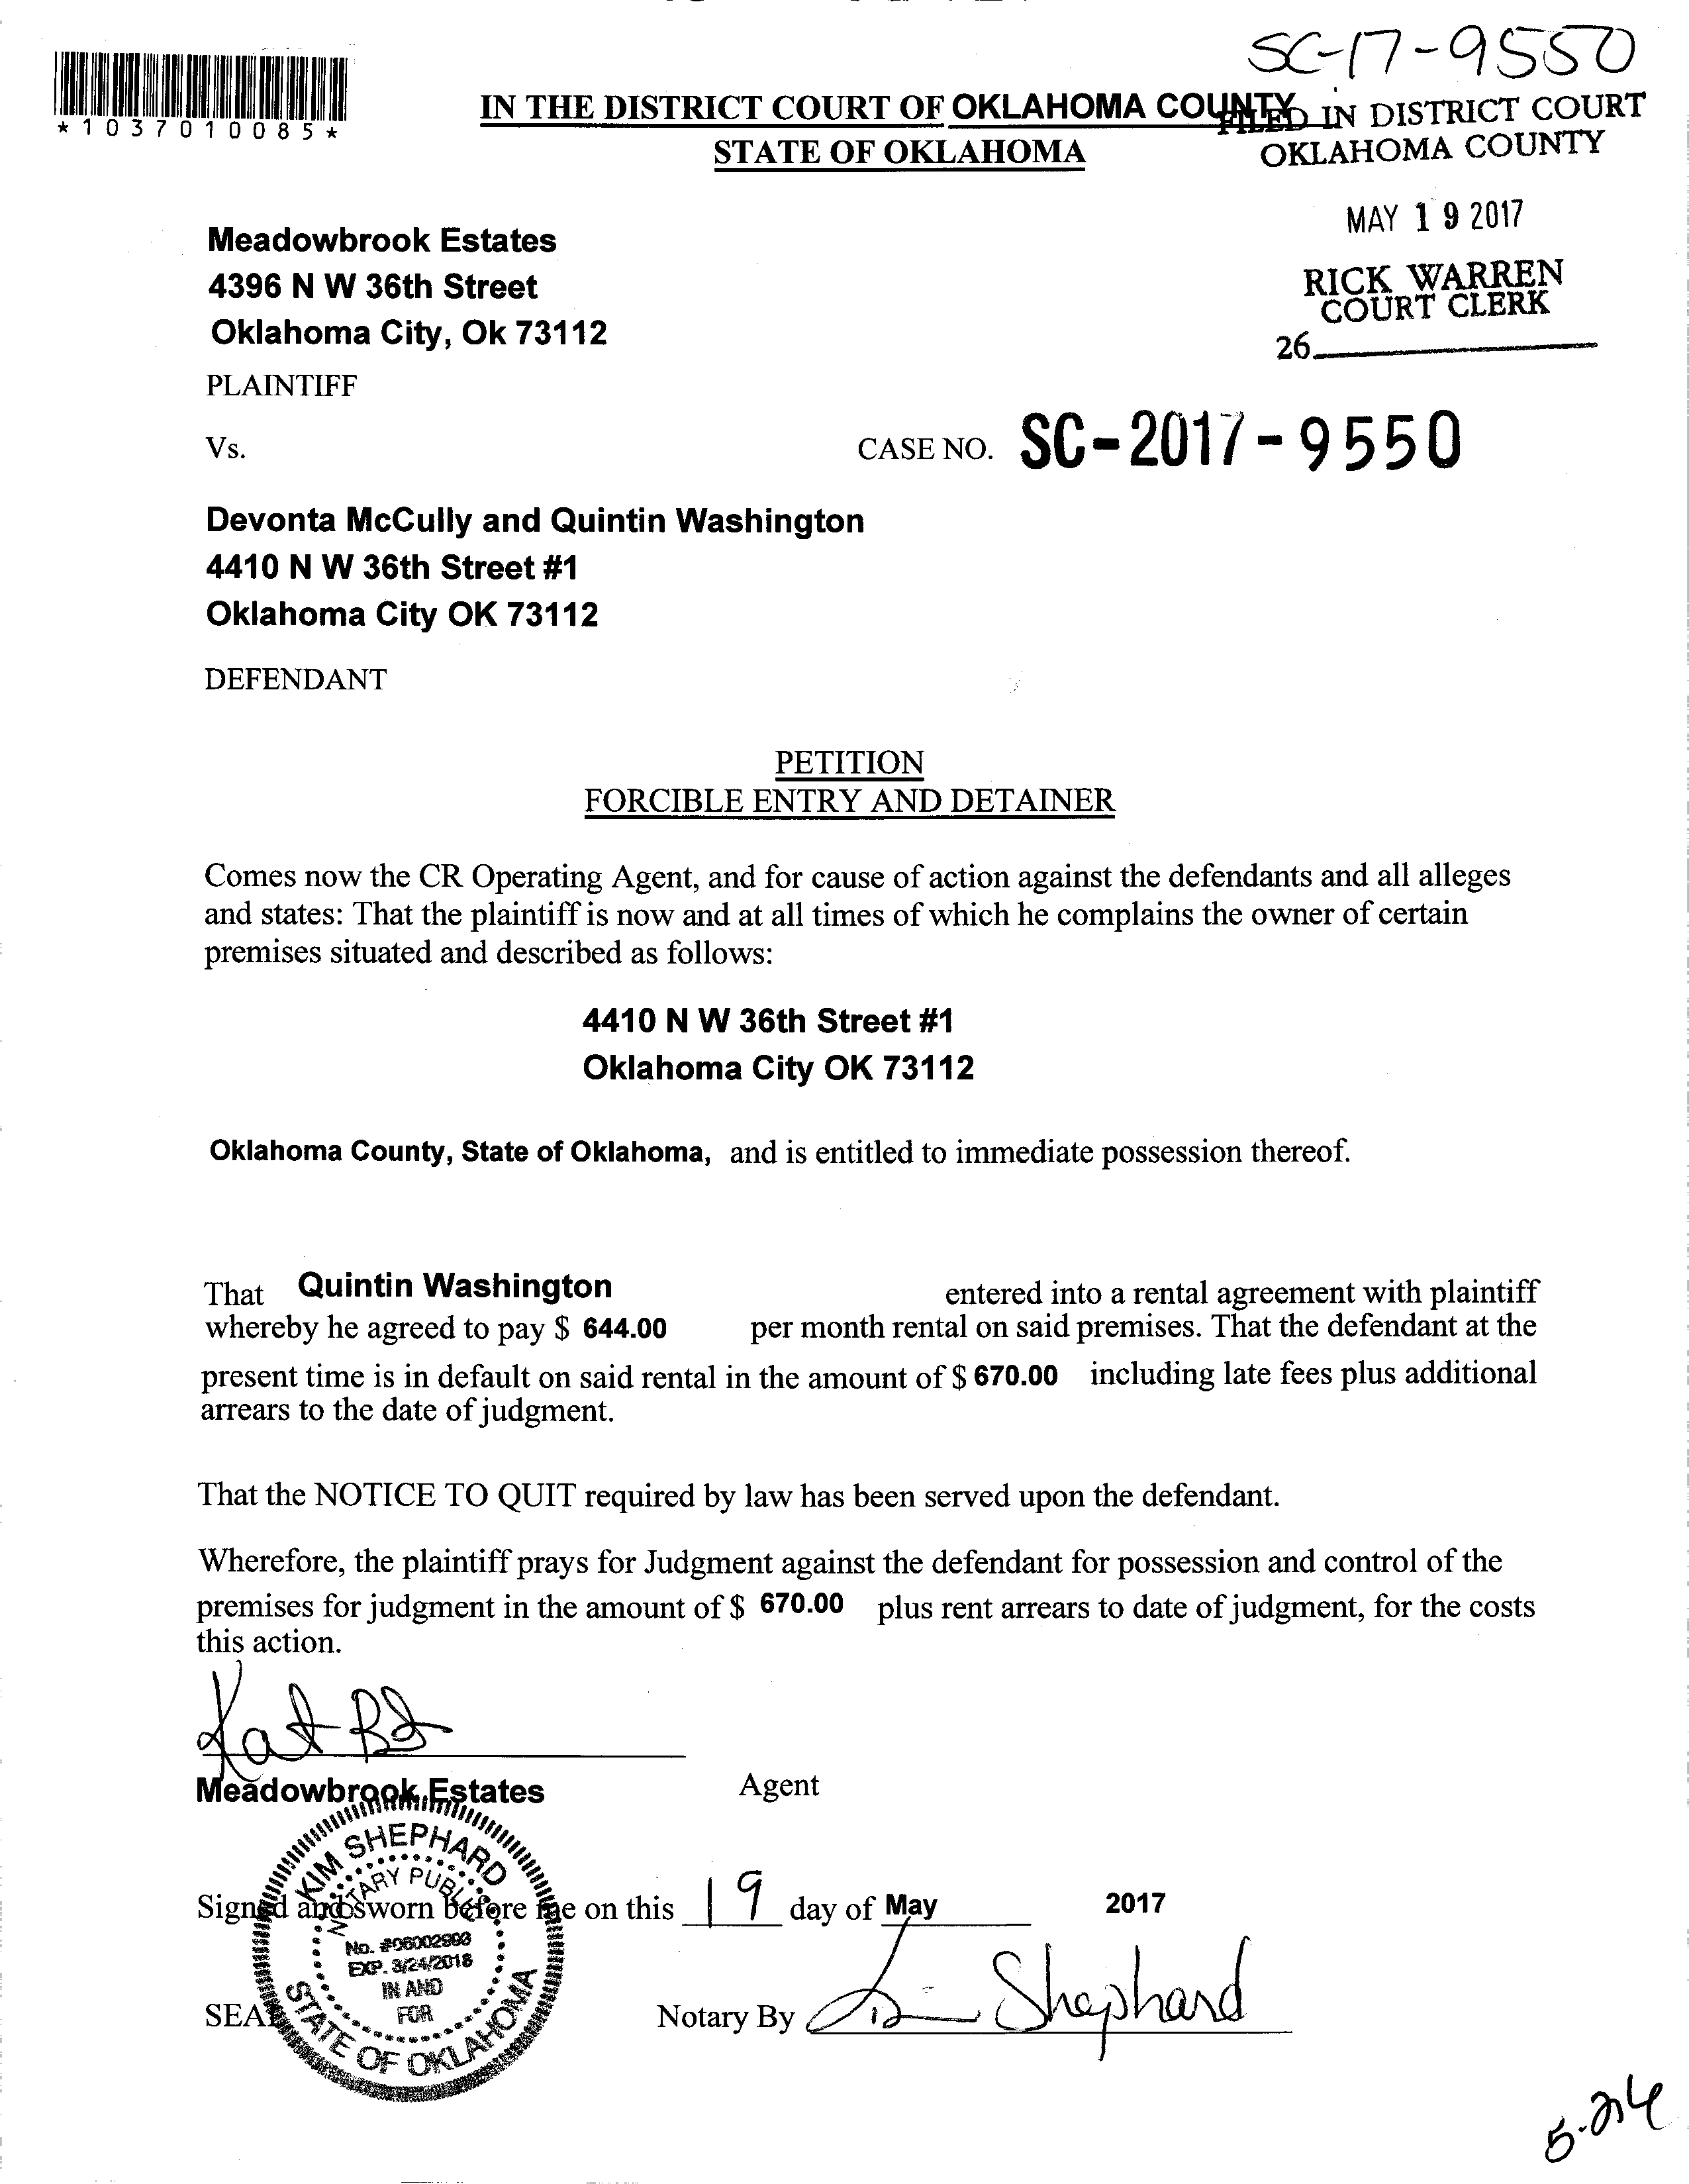 SC-17-9550
*1037010085*
IN THE DISTRICT COURT OF OKLAHOMA COUNTY
STATE OF OKLAHOMA
FILED IN DISTRICT COURT
OKLAHOMA COUNTY
MAY 19 2017
RICK WARREN
COURT CLERK
26
Meadowbrook Estates
4396 N W 36th Street
Oklahoma City, Ok 73112
PLAINTIFF
Vs.
CASE NO. SC-2017-9550
Devonta McCully and Quintin Washington
4410 N W 36th Street #1
Oklahoma City OK 73112
DEFENDANT
PETITION
FORCIBLE ENTRY AND DETAINER
Comes now the CR Operating Agent, and for cause of action against the defendants and all alleges
and states: That the plaintiff is now and at all times of which he complains the owner of certain
premises situated and described as follows:
4410 N W 36th Street #1
Oklahoma City OK 73112
Oklahoma County, State of Oklahoma, and is entitled to immediate possession thereof.
That Quintin Washington entered into a rental agreement with plaintiff
whereby he agreed to pay $ 644.00 per month rental on said premises. That the defendant at the
present time is in default on said rental in the amount of $ 670.00 including late fees plus additional
arrears to the date of judgment.
That the NOTICE TO QUIT required by law has been served upon the defendant.
Wherefore, the plaintiff prays for Judgment against the defendant for possession and control of the
premises for judgment in the amount of $ 670.00 plus rent arrears to date of judgment, for the costs
this action.
Meadowbrook Estates Agent
Signed and sworn before me on this 19 day of May 2017
SEAL
Notary By Kim Shephard
KIM SHEPHARD
NOTARY PUBLIC
No. #06002993
EXP. 3/24/2018
IN AND
FOR
STATE OF OKLAHOMA
5-24